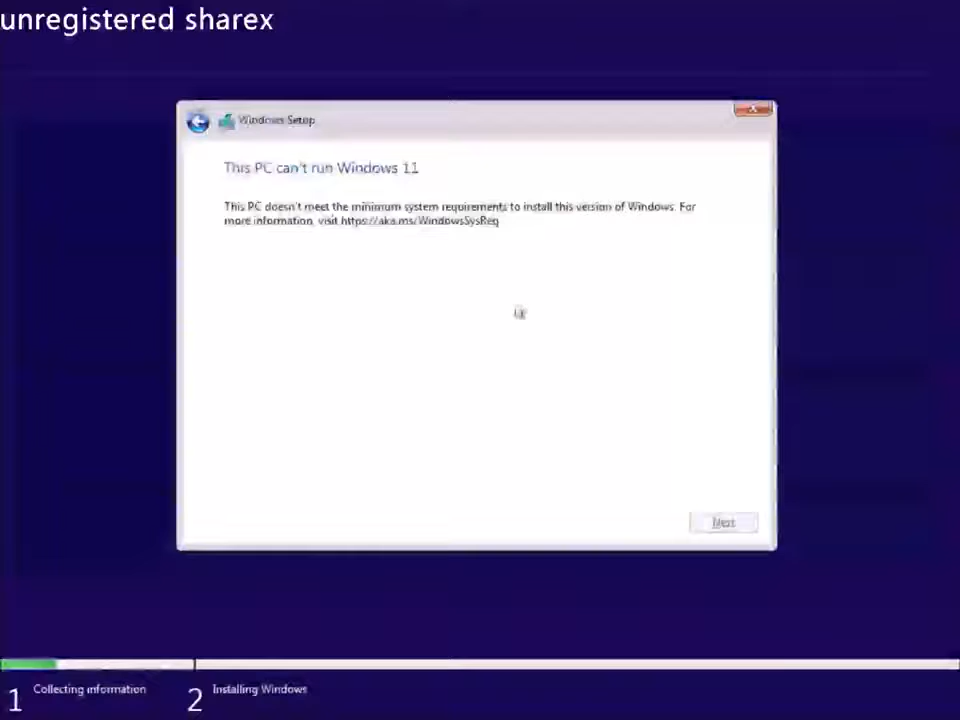 unregistered sharex
Windows Setup
This PC can't run Windows 11
This PC doesn't meet the minimum system requirements to install this version of Windows. For
more information, visit https://aka.ms/WindowsSysReq
Next
1 Collecting information 2 Installing Windows